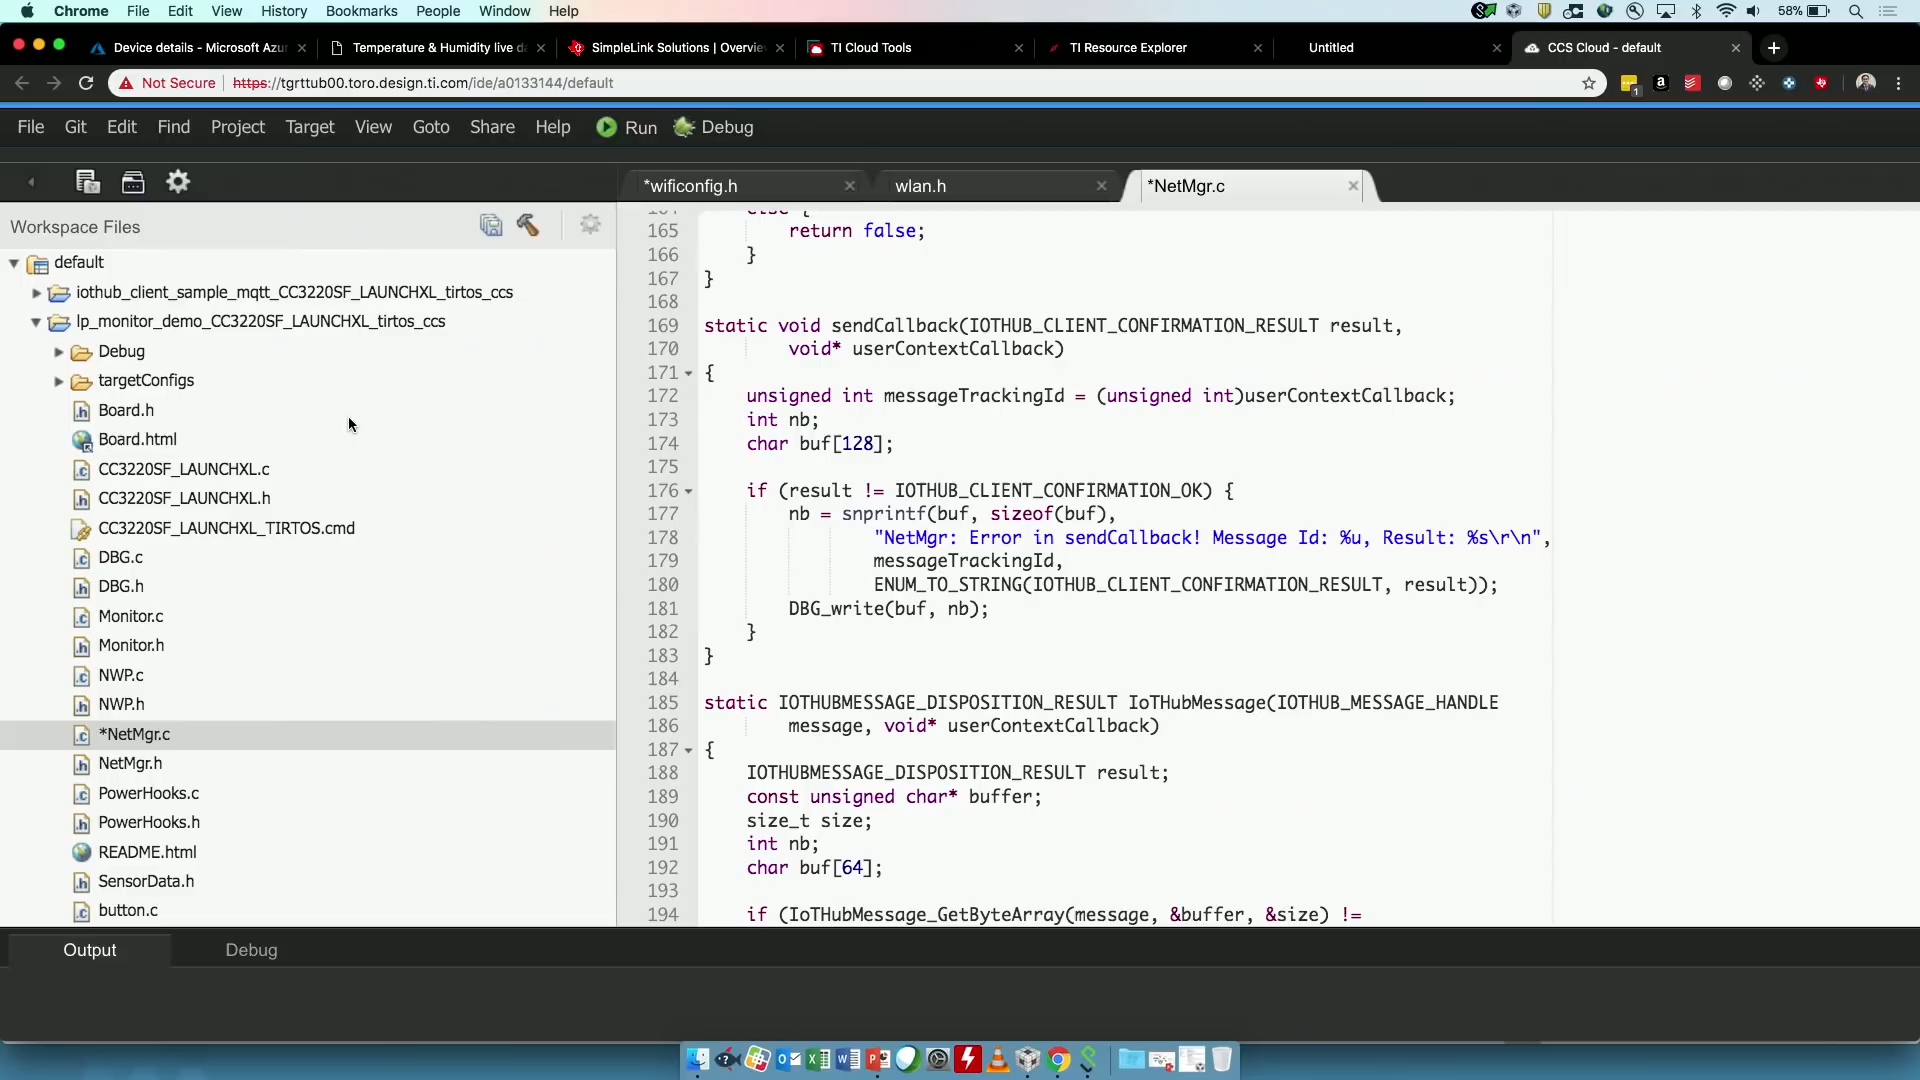 Chrome File Edit View History Bookmarks People Window Help 58%
Device details - Microsoft Azu Temperature & Humidity live da SimpleLink Solutions | Overvie TI Cloud Tools TI Resource Explorer Untitled CCS Cloud - default
Not Secure https://tgrttub00.toro.design.ti.com/ide/a0133144/default 1
File Git Edit Find Project Target View Goto Share Help Run Debug
*wificonfig.h wlan.h *NetMgr.c
Workspace Files
default
iothub_client_sample_mqtt_CC3220SF_LAUNCHXL_tirtos_ccs
lp_monitor_demo_CC3220SF_LAUNCHXL_tirtos_ccs
Debug
targetConfigs
Board.h
Board.html
CC3220SF_LAUNCHXL.c
CC3220SF_LAUNCHXL.h
CC3220SF_LAUNCHXL_TIRTOS.cmd
DBG.c
DBG.h
Monitor.c
Monitor.h
NWP.c
NWP.h
*NetMgr.c
NetMgr.h
PowerHooks.c
PowerHooks.h
README.html
SensorData.h
button.c
164 else {
165 return false;
166 }
167 }
168
169 static void sendCallback(IOTHUB_CLIENT_CONFIRMATION_RESULT result,
170 void* userContextCallback)
171 {
172 unsigned int messageTrackingId = (unsigned int)userContextCallback;
173 int nb;
174 char buf[128];
175
176 if (result != IOTHUB_CLIENT_CONFIRMATION_OK) {
177 nb = snprintf(buf, sizeof(buf),
178 "NetMgr: Error in sendCallback! Message Id: %u, Result: %s\r\n",
179 messageTrackingId,
180 ENUM_TO_STRING(IOTHUB_CLIENT_CONFIRMATION_RESULT, result));
181 DBG_write(buf, nb);
182 }
183 }
184
185 static IOTHUBMESSAGE_DISPOSITION_RESULT IoTHubMessage(IOTHUB_MESSAGE_HANDLE
186 message, void* userContextCallback)
187 {
188 IOTHUBMESSAGE_DISPOSITION_RESULT result;
189 const unsigned char* buffer;
190 size_t size;
191 int nb;
192 char buf[64];
193
194 if (IoTHubMessage_GetByteArray(message, &buffer, &size) !=
Output Debug